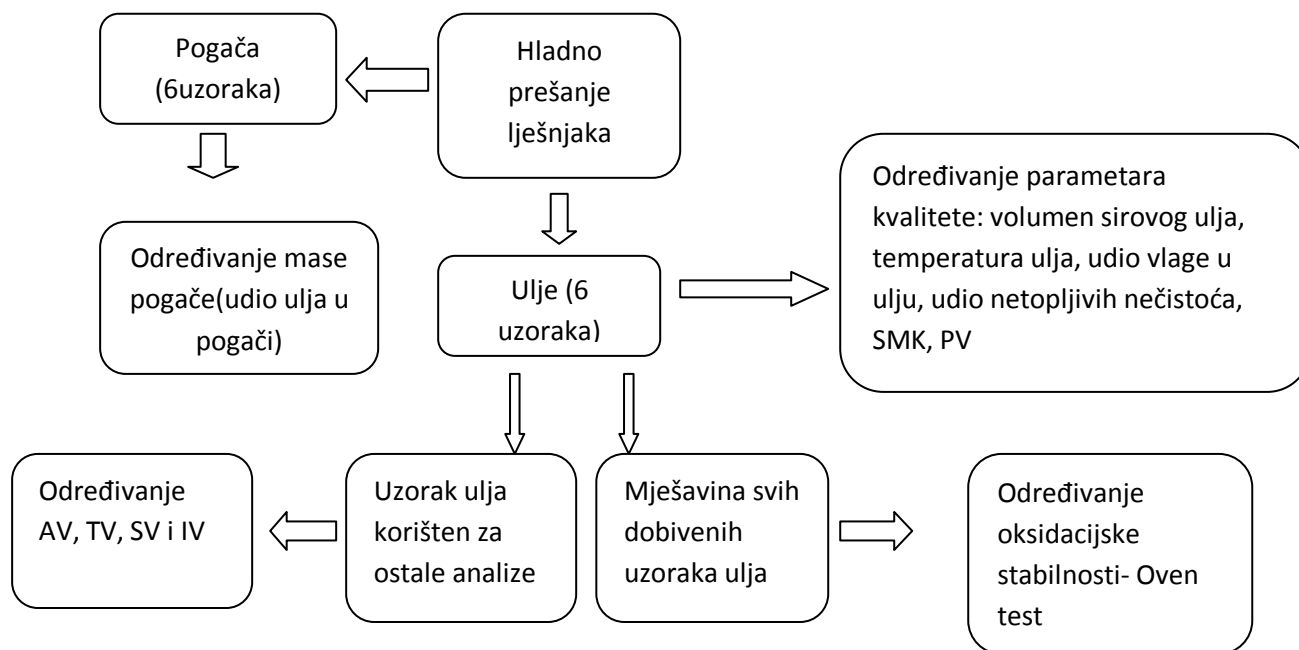 Pogača
(6uzoraka)
Hladno
prešanje
lješnjaka
Određivanje parametara
kvalitete: volumen sirovog ulja,
temperatura ulja, udio vlage u
ulju, udio netopljivih nečistoća,
SMK, PV
Određivanje mase
pogače(udio ulja u
pogači)
Ulje (6
uzoraka)
Određivanje
AV, TV, SV i IV
Uzorak ulja
korišten za
ostale analize
Mješavina svih
dobivenih
uzoraka ulja
Određivanje
oksidacijske
stabilnosti- Oven
test